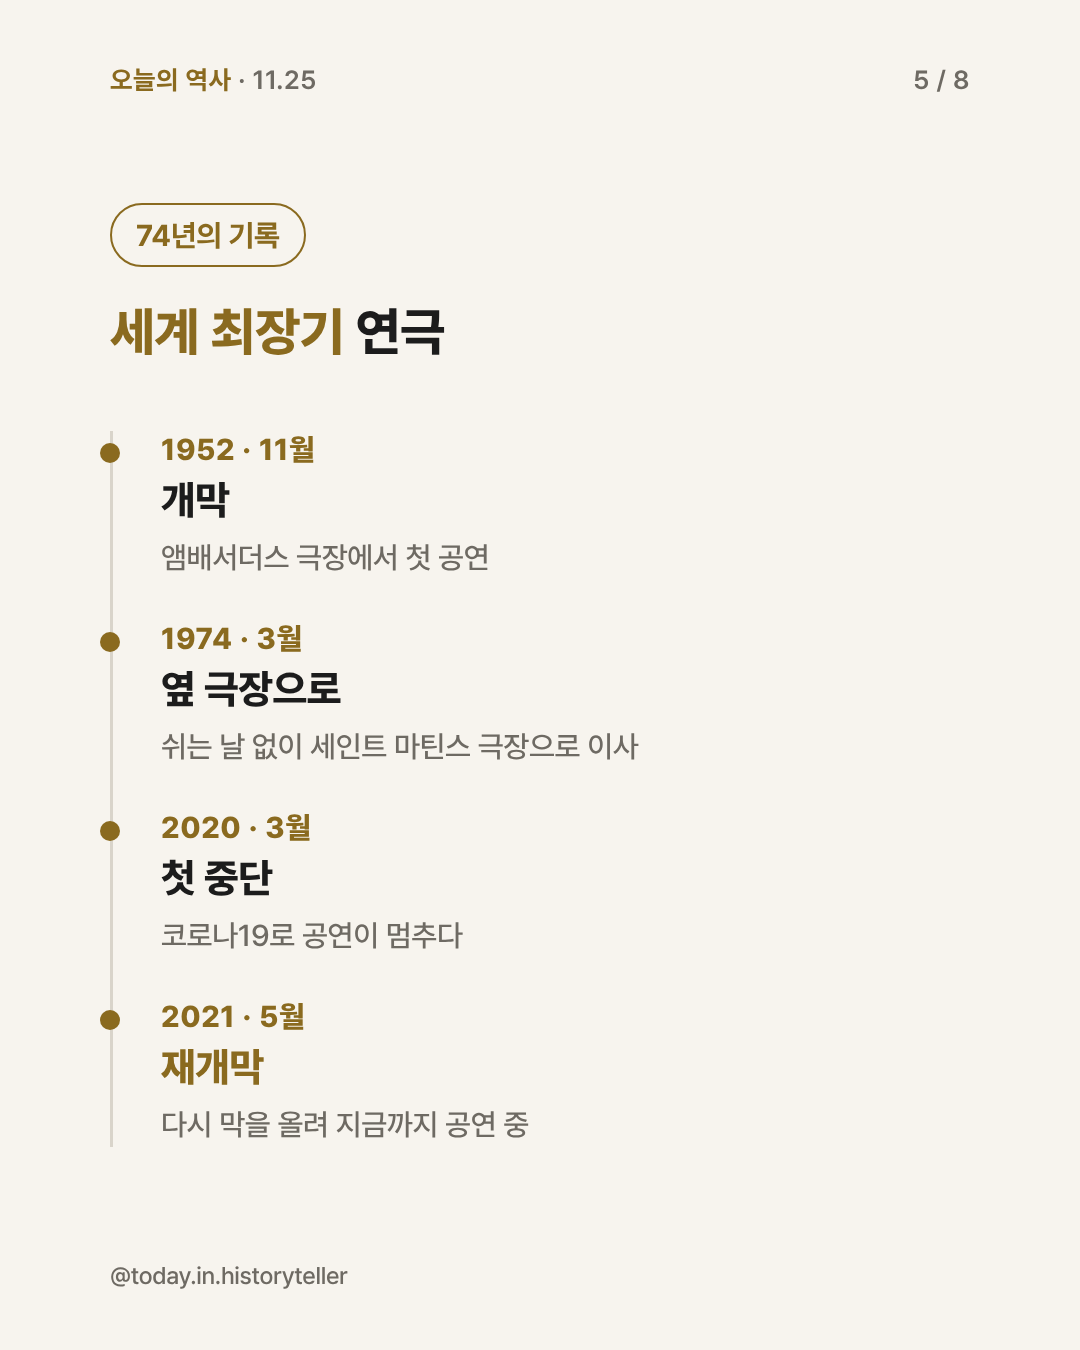 오늘의 역사 · 11.25
5 / 8
74년의 기록
세계 최장기 연극
1952 · 11월
개막
앰배서더스 극장에서 첫 공연
1974 · 3월
옆 극장으로
쉬는 날 없이 세인트 마틴스 극장으로 이사
2020 · 3월
첫 중단
코로나19로 공연이 멈추다
2021 · 5월
재개막
다시 막을 올려 지금까지 공연 중
@today.in.historyteller